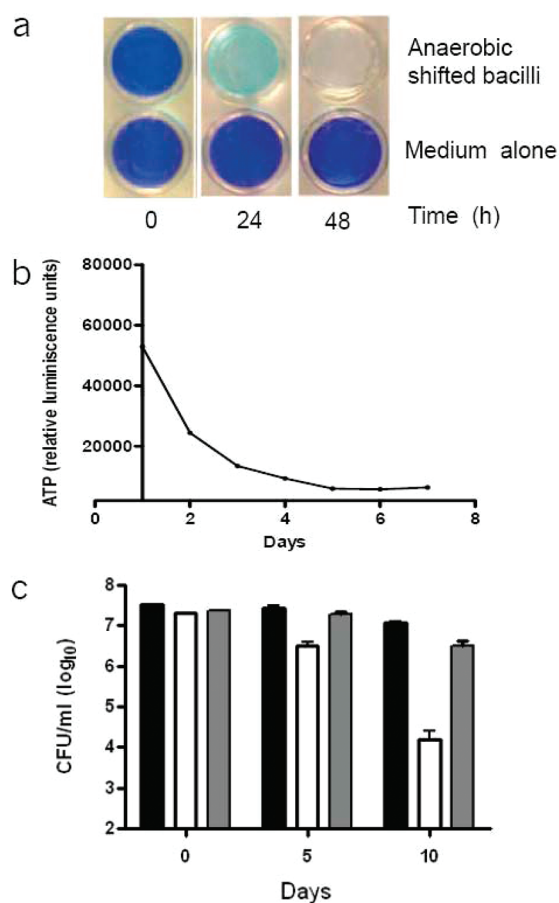 a
Anaerobic
shifted bacilli
Medium alone
0 24 48 Time (h)
b
ATP (relative luminiscence units)
80000
60000
40000
20000
0 2 4 6 8
Days
c
CFU/ml (log10)
8
7
6
5
4
3
2
0 5 10
Days